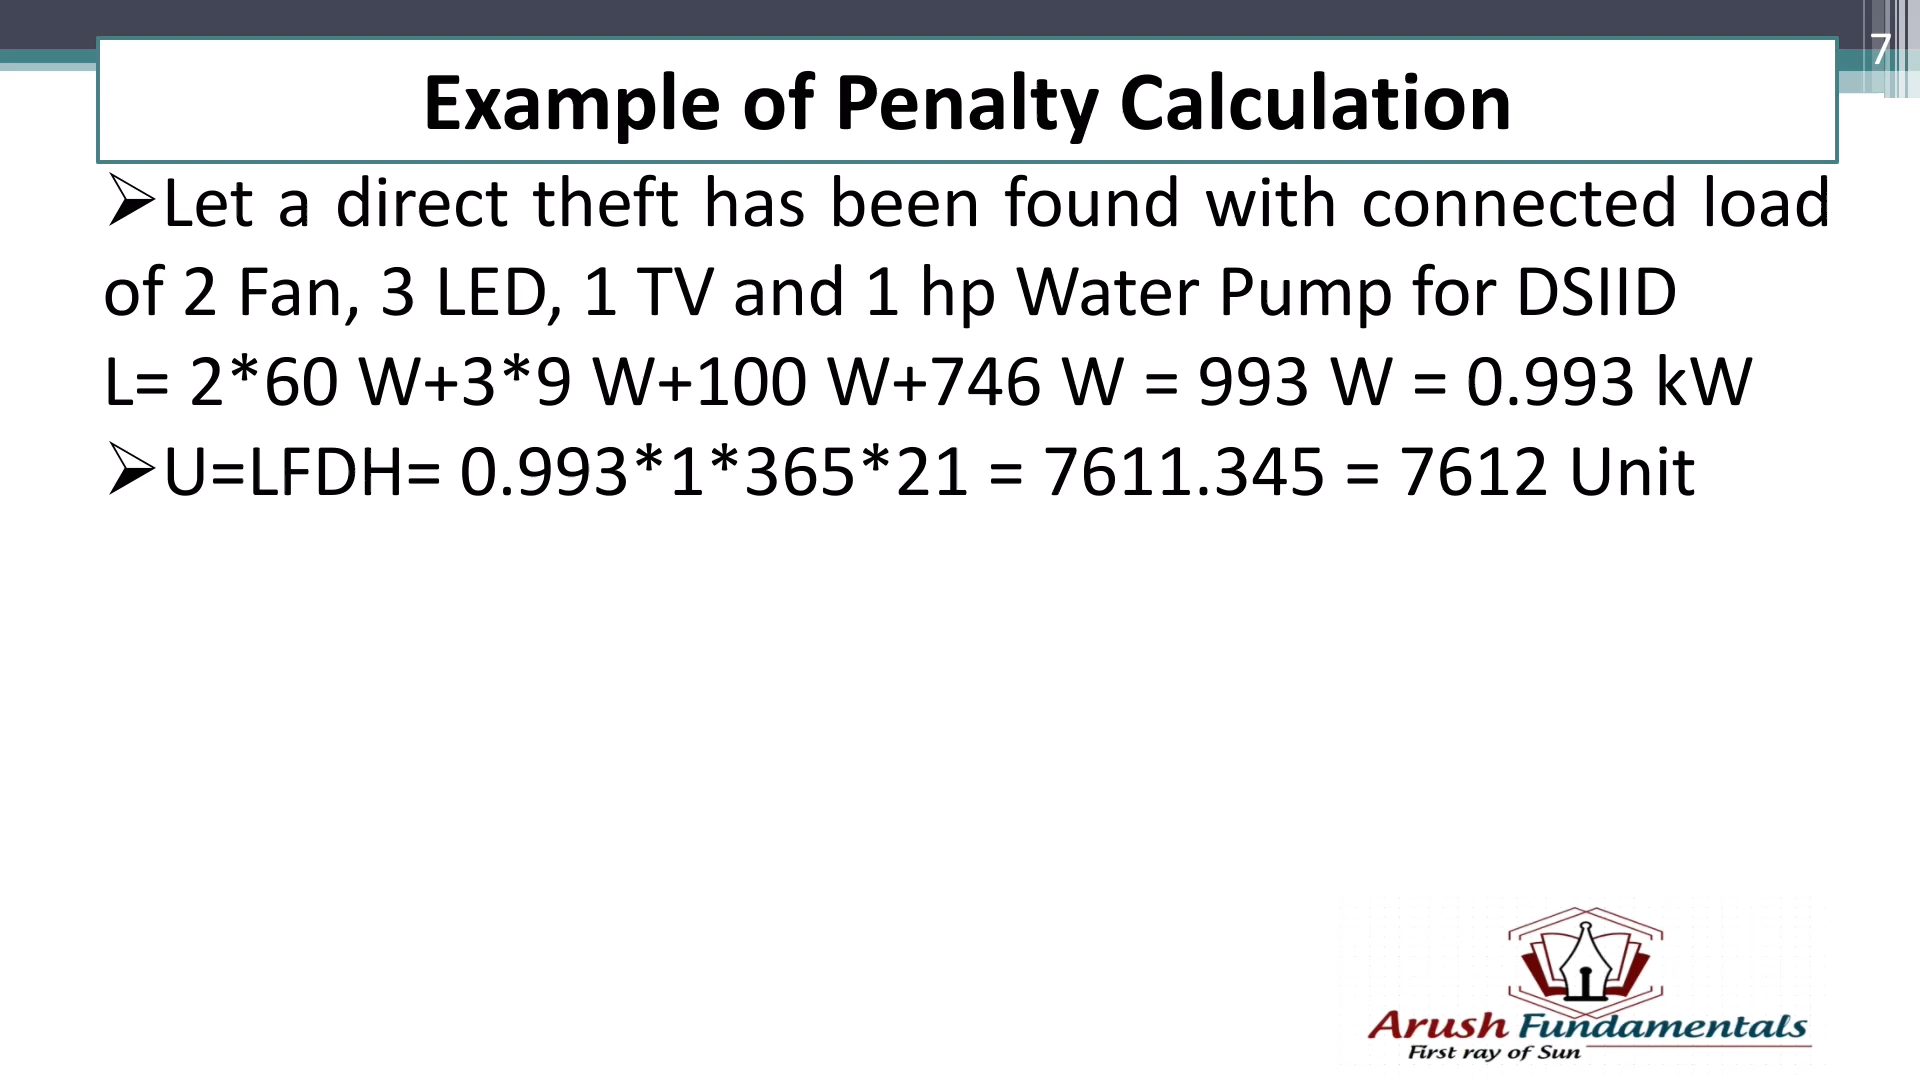 7
Example of Penalty Calculation
➢Let a direct theft has been found with connected load
of 2 Fan, 3 LED, 1 TV and 1 hp Water Pump for DSIID
L= 2*60 W+3*9 W+100 W+746 W = 993 W = 0.993 kW
➢U=LFDH= 0.993*1*365*21 = 7611.345 = 7612 Unit
Arush Fundamentals
First ray of Sun